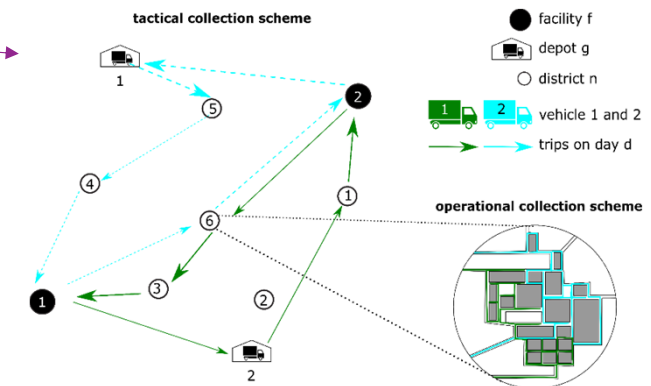 tactical collection scheme
facility f
depot g
district n
1 2 vehicle 1 and 2
trips on day d
1
5
2
4
1
6
operational collection scheme
3
1
2
2